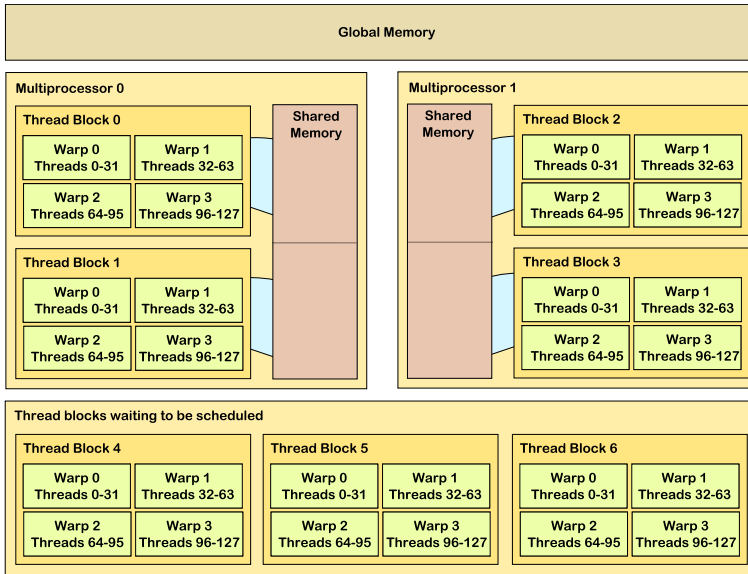 Global Memory
Multiprocessor 0
Thread Block 0
Warp 0
Threads 0-31
Warp 1
Threads 32-63
Warp 2
Threads 64-95
Warp 3
Threads 96-127
Thread Block 1
Warp 0
Threads 0-31
Warp 1
Threads 32-63
Warp 2
Threads 64-95
Warp 3
Threads 96-127
Shared
Memory
Multiprocessor 1
Shared
Memory
Thread Block 2
Warp 0
Threads 0-31
Warp 1
Threads 32-63
Warp 2
Threads 64-95
Warp 3
Threads 96-127
Thread Block 3
Warp 0
Threads 0-31
Warp 1
Threads 32-63
Warp 2
Threads 64-95
Warp 3
Threads 96-127
Thread blocks waiting to be scheduled
Thread Block 4
Warp 0
Threads 0-31
Warp 1
Threads 32-63
Warp 2
Threads 64-95
Warp 3
Threads 96-127
Thread Block 5
Warp 0
Threads 0-31
Warp 1
Threads 32-63
Warp 2
Threads 64-95
Warp 3
Threads 96-127
Thread Block 6
Warp 0
Threads 0-31
Warp 1
Threads 32-63
Warp 2
Threads 64-95
Warp 3
Threads 96-127